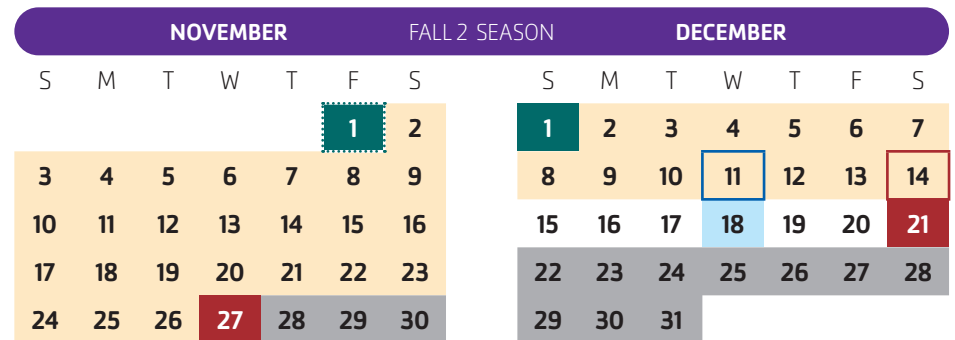 NOVEMBER FALL 2 SEASON DECEMBER
S M T W T F S S M T W T F S
1 2 1 2 3 4 5 6 7
3 4 5 6 7 8 9 8 9 10 11 12 13 14
10 11 12 13 14 15 16 15 16 17 18 19 20 21
17 18 19 20 21 22 23 22 23 24 25 26 27 28
24 25 26 27 28 29 30 29 30 31